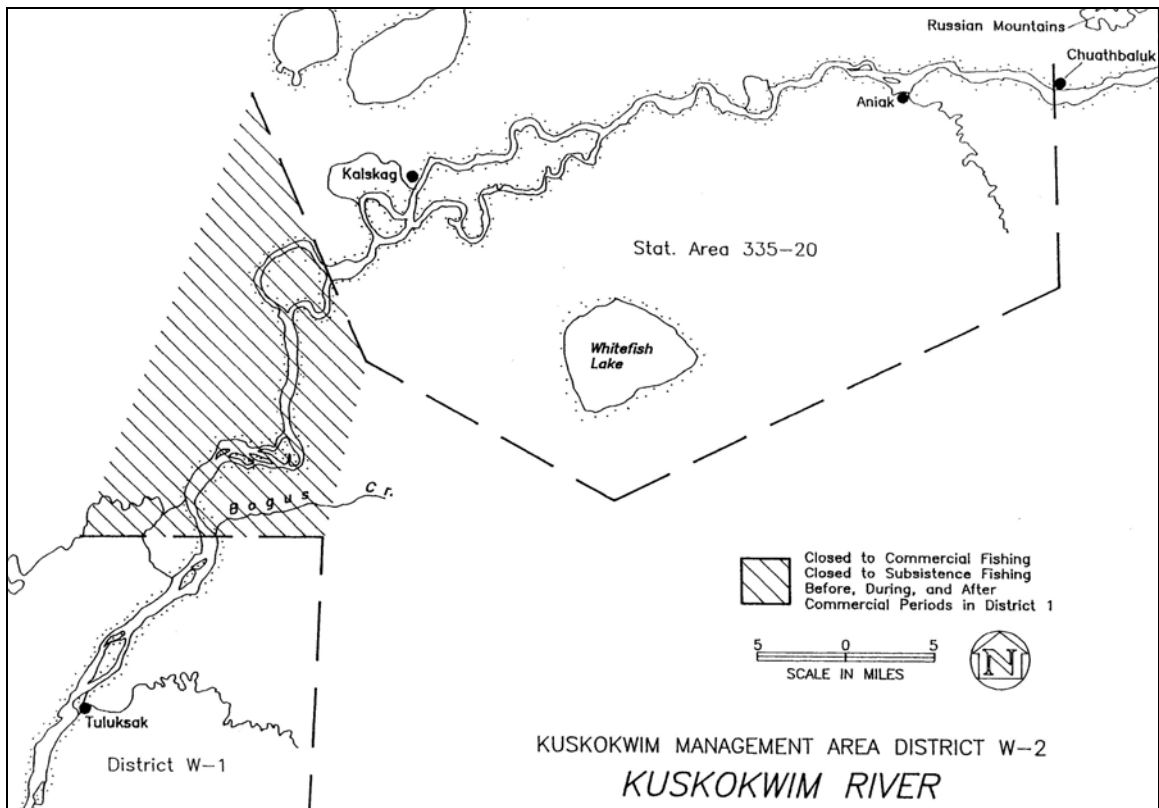 Russian Mountains
Chuathbaluk
Aniak
Kalskag
Stat. Area 335-20
Whitefish
Lake
Bogus Cr.
Closed to Commercial Fishing
Closed to Subsistence Fishing
Before, During, and After
Commercial Periods in District 1
5 0 5
SCALE IN MILES
N
Tuluksak
District W-1
KUSKOKWIM MANAGEMENT AREA DISTRICT W-2
KUSKOKWIM RIVER